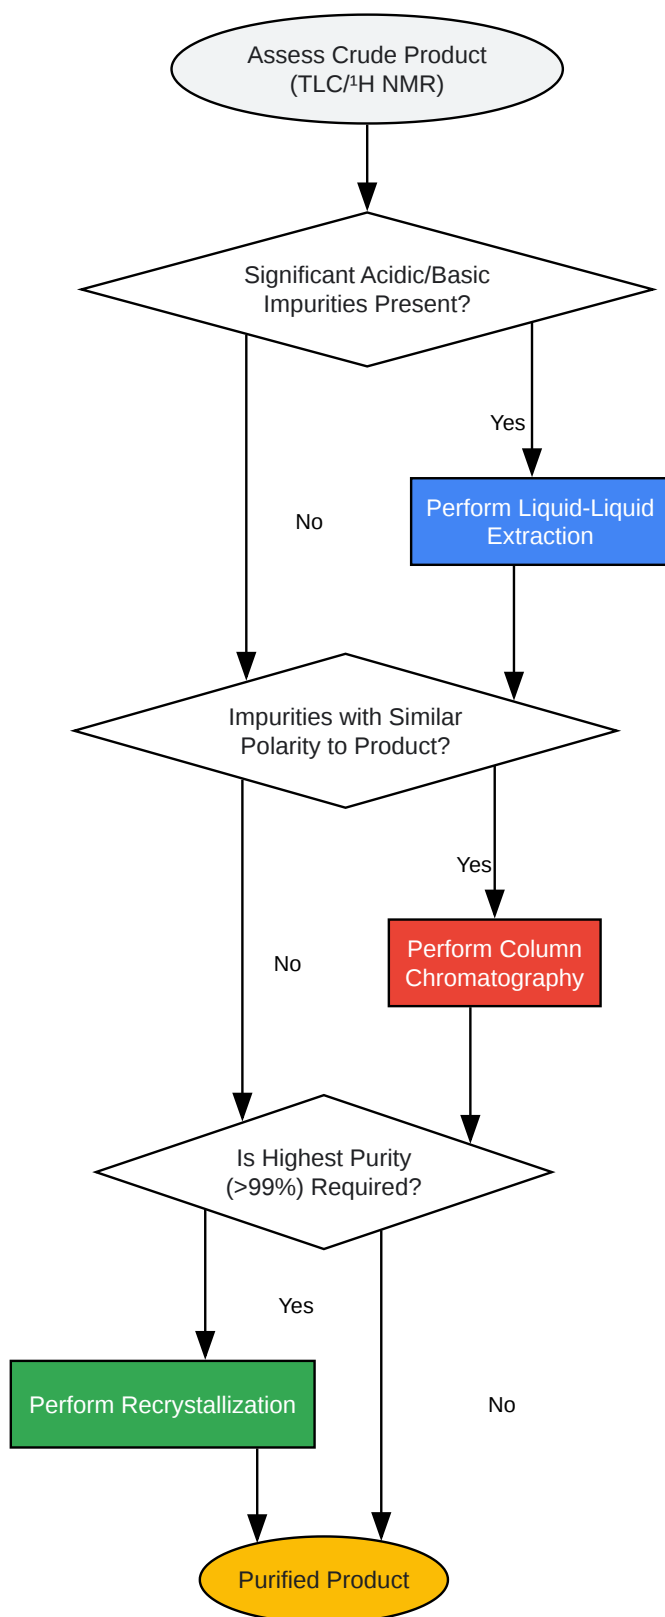 Assess Crude Product
(TLC/¹H NMR)
Significant Acidic/Basic
Impurities Present?
Yes
No
Perform Liquid-Liquid
Extraction
Impurities with Similar
Polarity to Product?
Yes
No
Perform Column
Chromatography
Is Highest Purity
(>99%) Required?
Yes
Perform Recrystallization
No
Purified Product